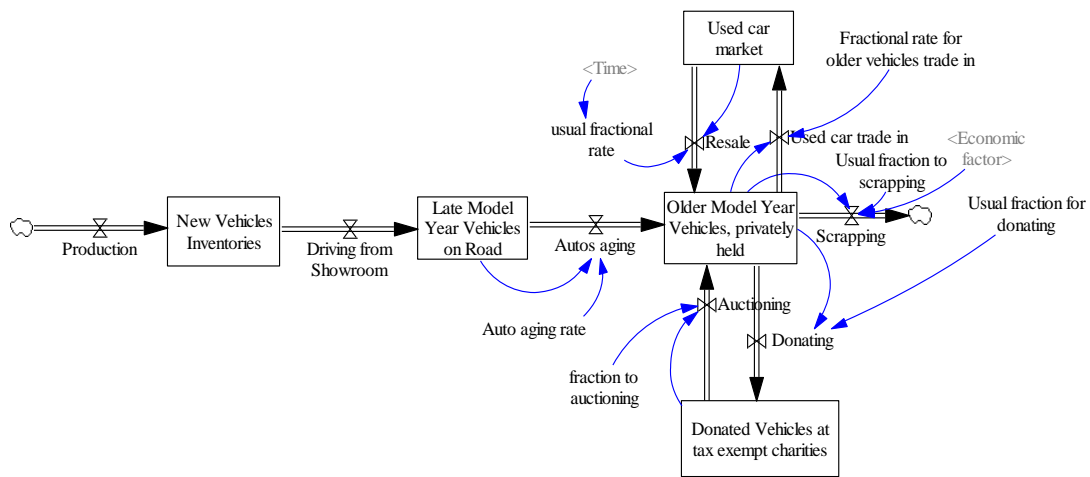 Used car
market
Fractional rate for
older vehicles trade in
<Time>
usual fractional
rate
Resale
Used car trade in
<Economic
factor>
Usual fraction to
scrapping
Usual fraction for
donating
New Vehicles
Inventories
Late Model
Year Vehicles
on Road
Older Model Year
Vehicles, privately
held
Production
Driving from
Showroom
Autos aging
Scrapping
Auctioning
Auto aging rate
Donating
fraction to
auctioning
Donated Vehicles at
tax exempt charities